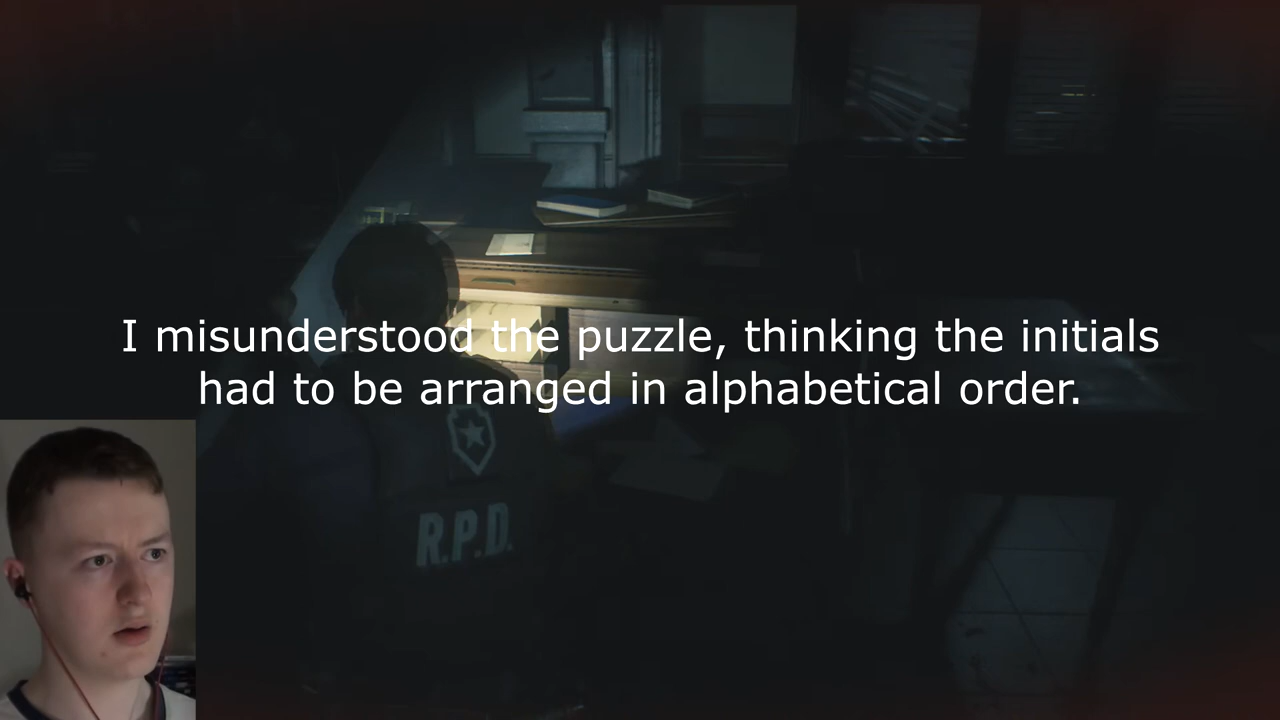 I misunderstood the puzzle, thinking the initials
had to be arranged in alphabetical order.
R.P.D.